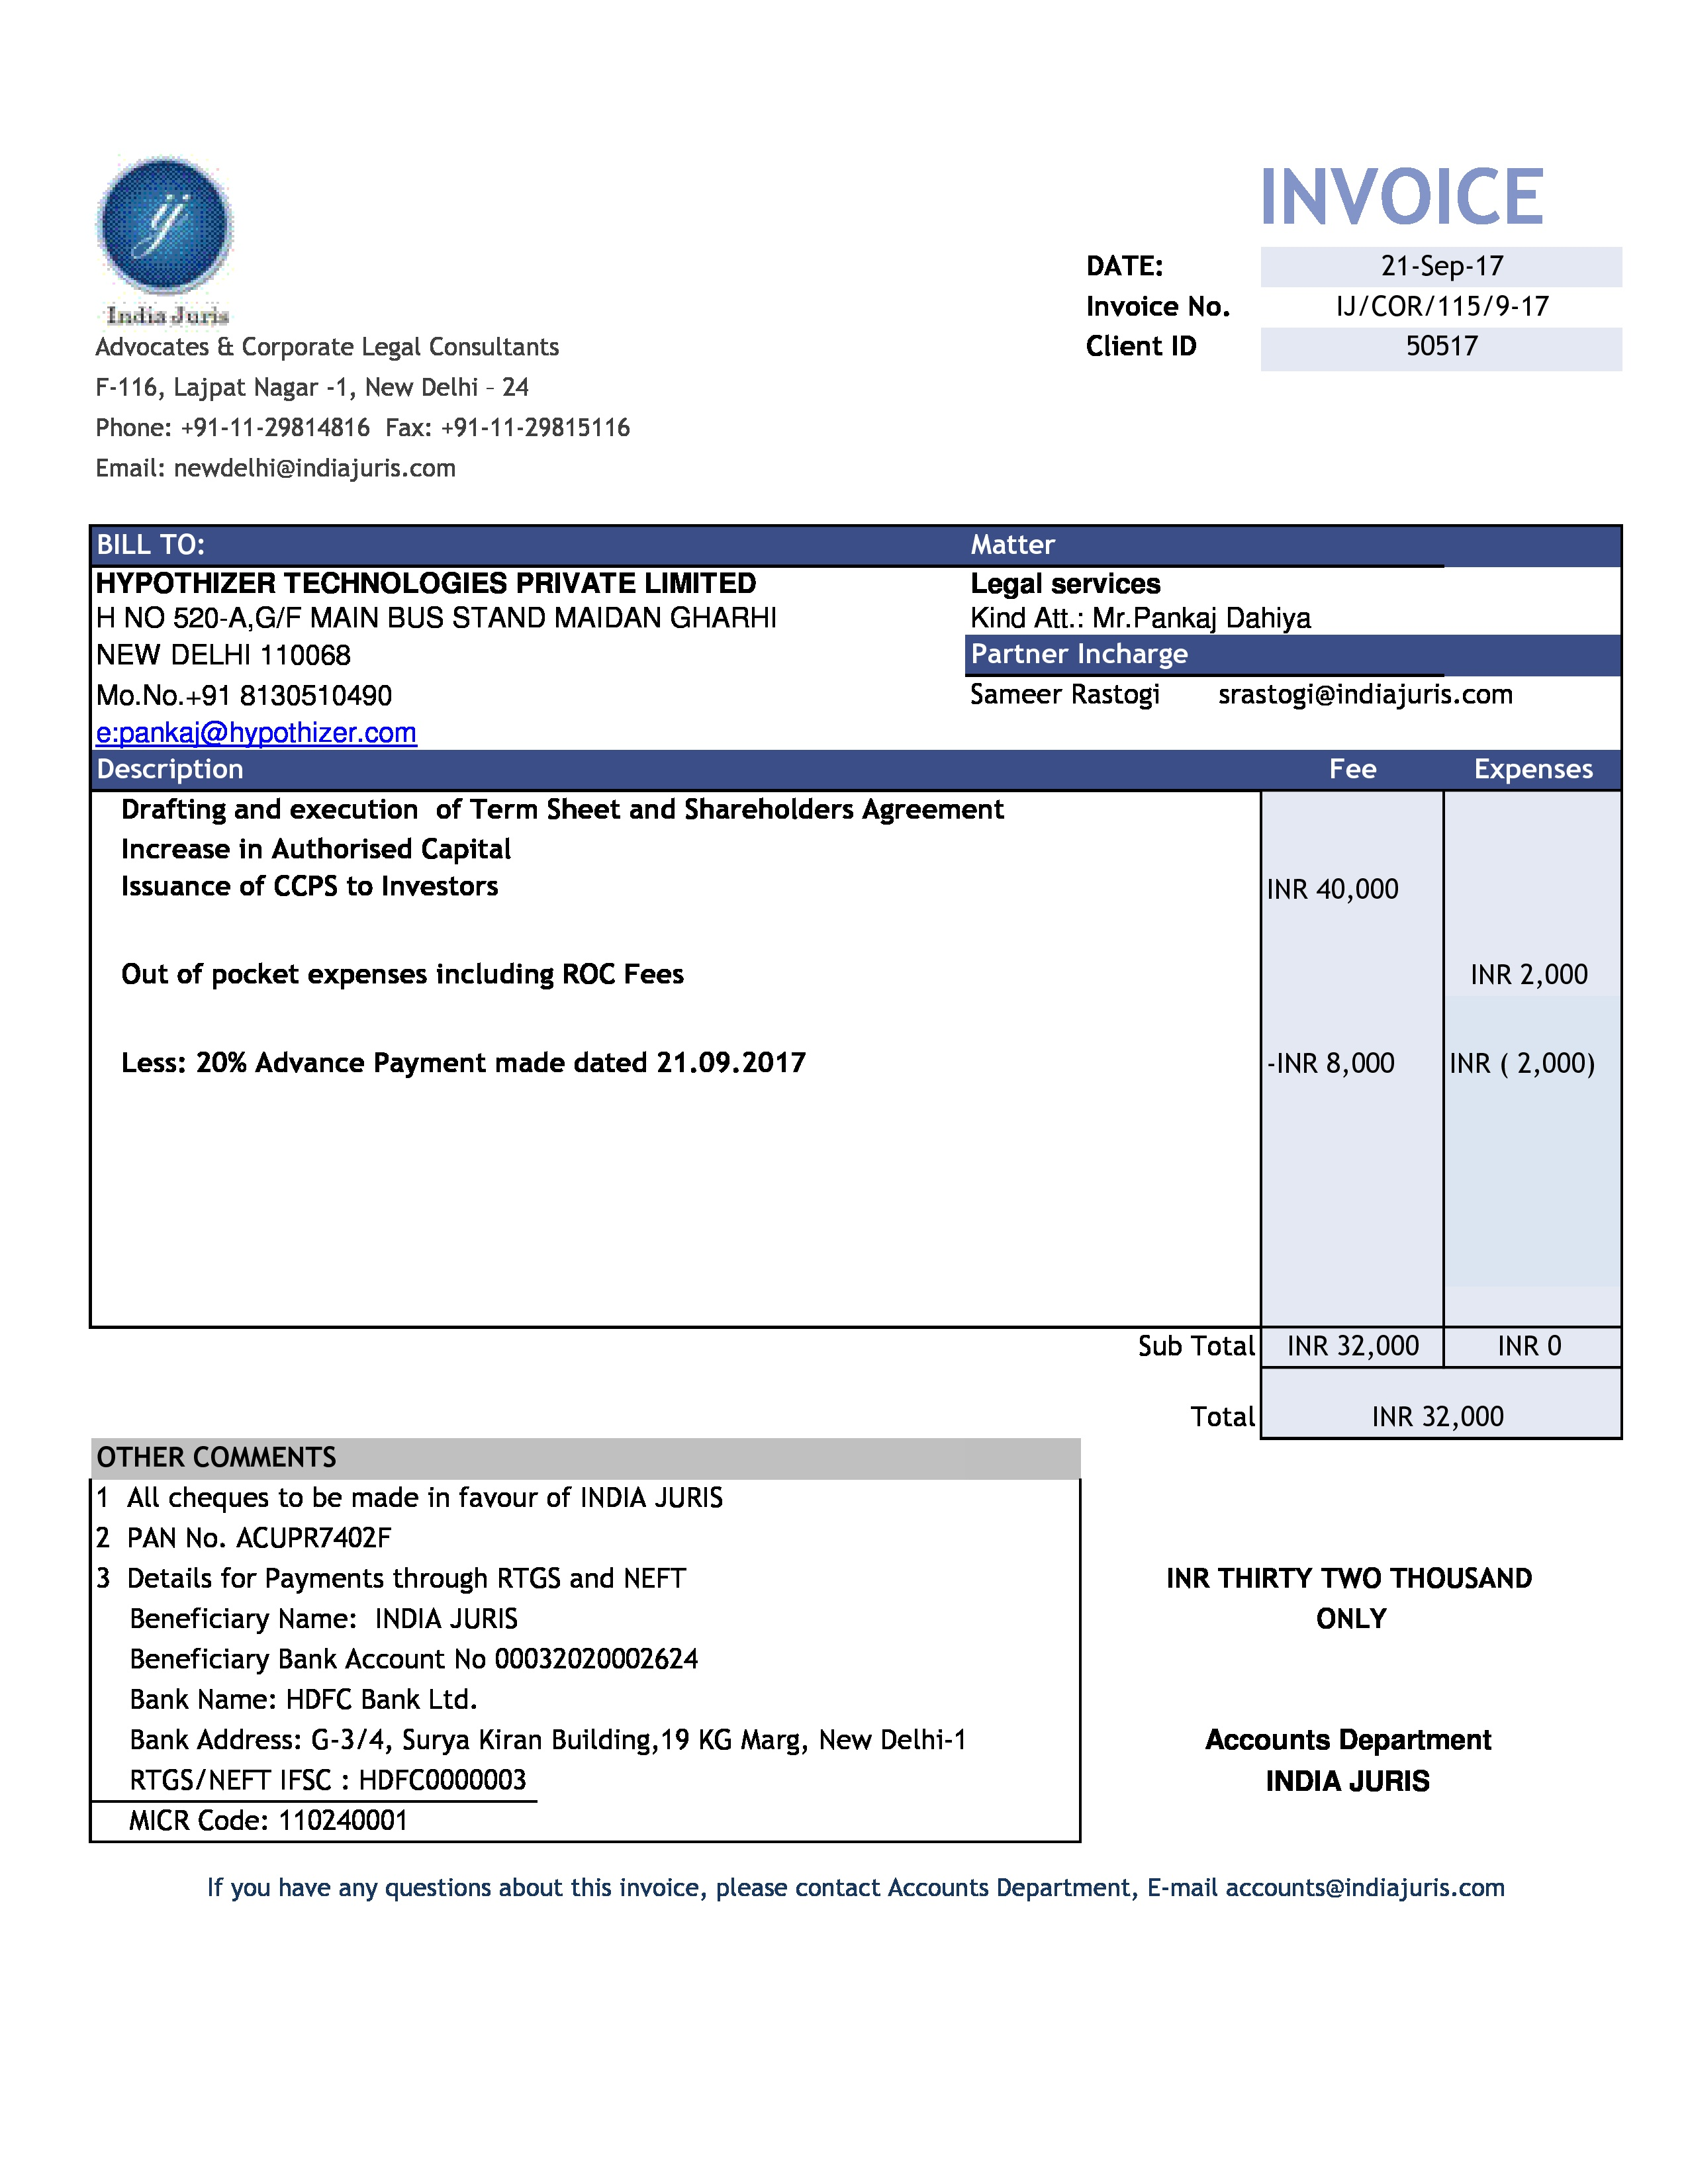 ij
India Juris
INVOICE
DATE: 21-Sep-17
Invoice No. IJ/COR/115/9-17
Client ID 50517
Advocates & Corporate Legal Consultants
F-116, Lajpat Nagar -1, New Delhi – 24
Phone: +91-11-29814816 Fax: +91-11-29815116
Email: newdelhi@indiajuris.com
BILL TO: Matter
HYPOTHIZER TECHNOLOGIES PRIVATE LIMITED Legal services
H NO 520-A,G/F MAIN BUS STAND MAIDAN GHARHI Kind Att.: Mr.Pankaj Dahiya
NEW DELHI 110068 Partner Incharge
Mo.No.+91 8130510490 Sameer Rastogi srastogi@indiajuris.com
e:pankaj@hypothizer.com
Description Fee Expenses
Drafting and execution of Term Sheet and Shareholders Agreement
Increase in Authorised Capital
Issuance of CCPS to Investors INR 40,000
Out of pocket expenses including ROC Fees INR 2,000
Less: 20% Advance Payment made dated 21.09.2017 -INR 8,000 INR ( 2,000)
Sub Total INR 32,000 INR 0
Total INR 32,000
OTHER COMMENTS
1 All cheques to be made in favour of INDIA JURIS
2 PAN No. ACUPR7402F
3 Details for Payments through RTGS and NEFT
Beneficiary Name: INDIA JURIS
Beneficiary Bank Account No 00032020002624
Bank Name: HDFC Bank Ltd.
Bank Address: G-3/4, Surya Kiran Building,19 KG Marg, New Delhi-1
RTGS/NEFT IFSC : HDFC0000003
MICR Code: 110240001
INR THIRTY TWO THOUSAND
ONLY
Accounts Department
INDIA JURIS
If you have any questions about this invoice, please contact Accounts Department, E-mail accounts@indiajuris.com